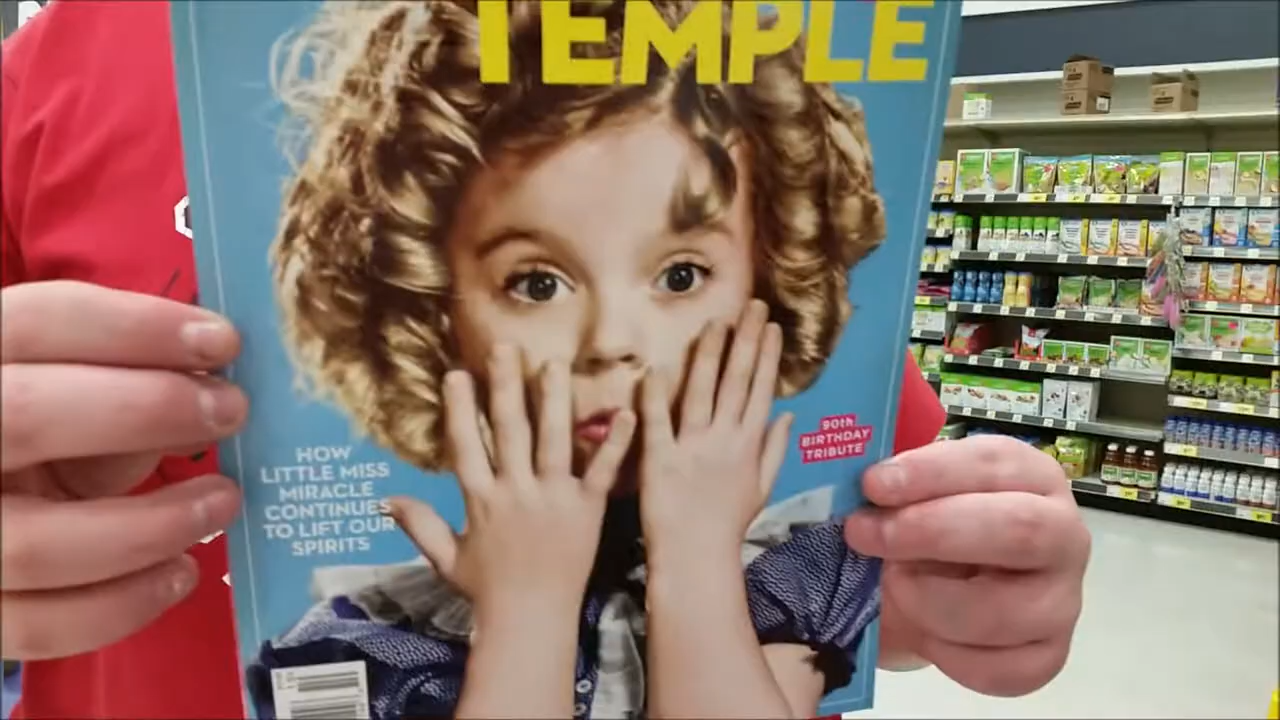 TEMPLE
90th
BIRTHDAY
TRIBUTE
HOW
LITTLE MISS
MIRACLE
CONTINUES
TO LIFT OUR
SPIRITS